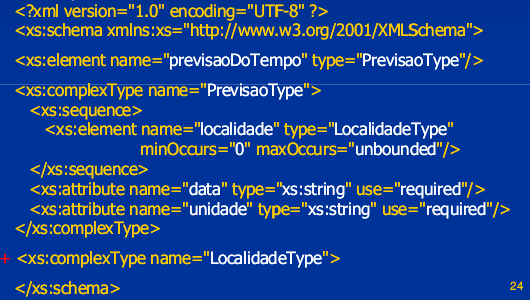 <?xml version="1.0" encoding="UTF-8" ?>
<xs:schema xmlns:xs="http://www.w3.org/2001/XMLSchema">
<xs:element name="previsaoDoTempo" type="PrevisaoType"/>
<xs:complexType name="PrevisaoType">
<xs:sequence>
<xs:element name="localidade" type="LocalidadeType"
minOccurs="0" maxOccurs="unbounded"/>
</xs:sequence>
<xs:attribute name="data" type="xs:string" use="required"/>
<xs:attribute name="unidade" type="xs:string" use="required"/>
</xs:complexType>
+ <xs:complexType name="LocalidadeType">
</xs:schema>
24